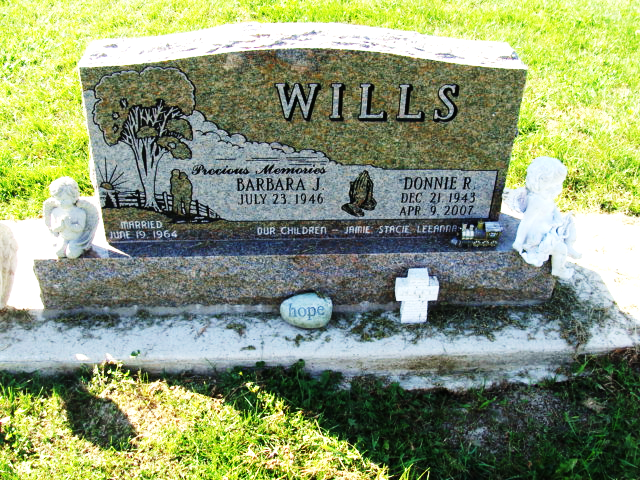 WILLS
Precious Memories
BARBARA J.
JULY 23, 1946
DONNIE R.
DEC. 21, 1943
APR. 9, 2007
MARRIED
JUNE 19, 1964
OUR CHILDREN JAMIE STACIE LEEANNA
hope